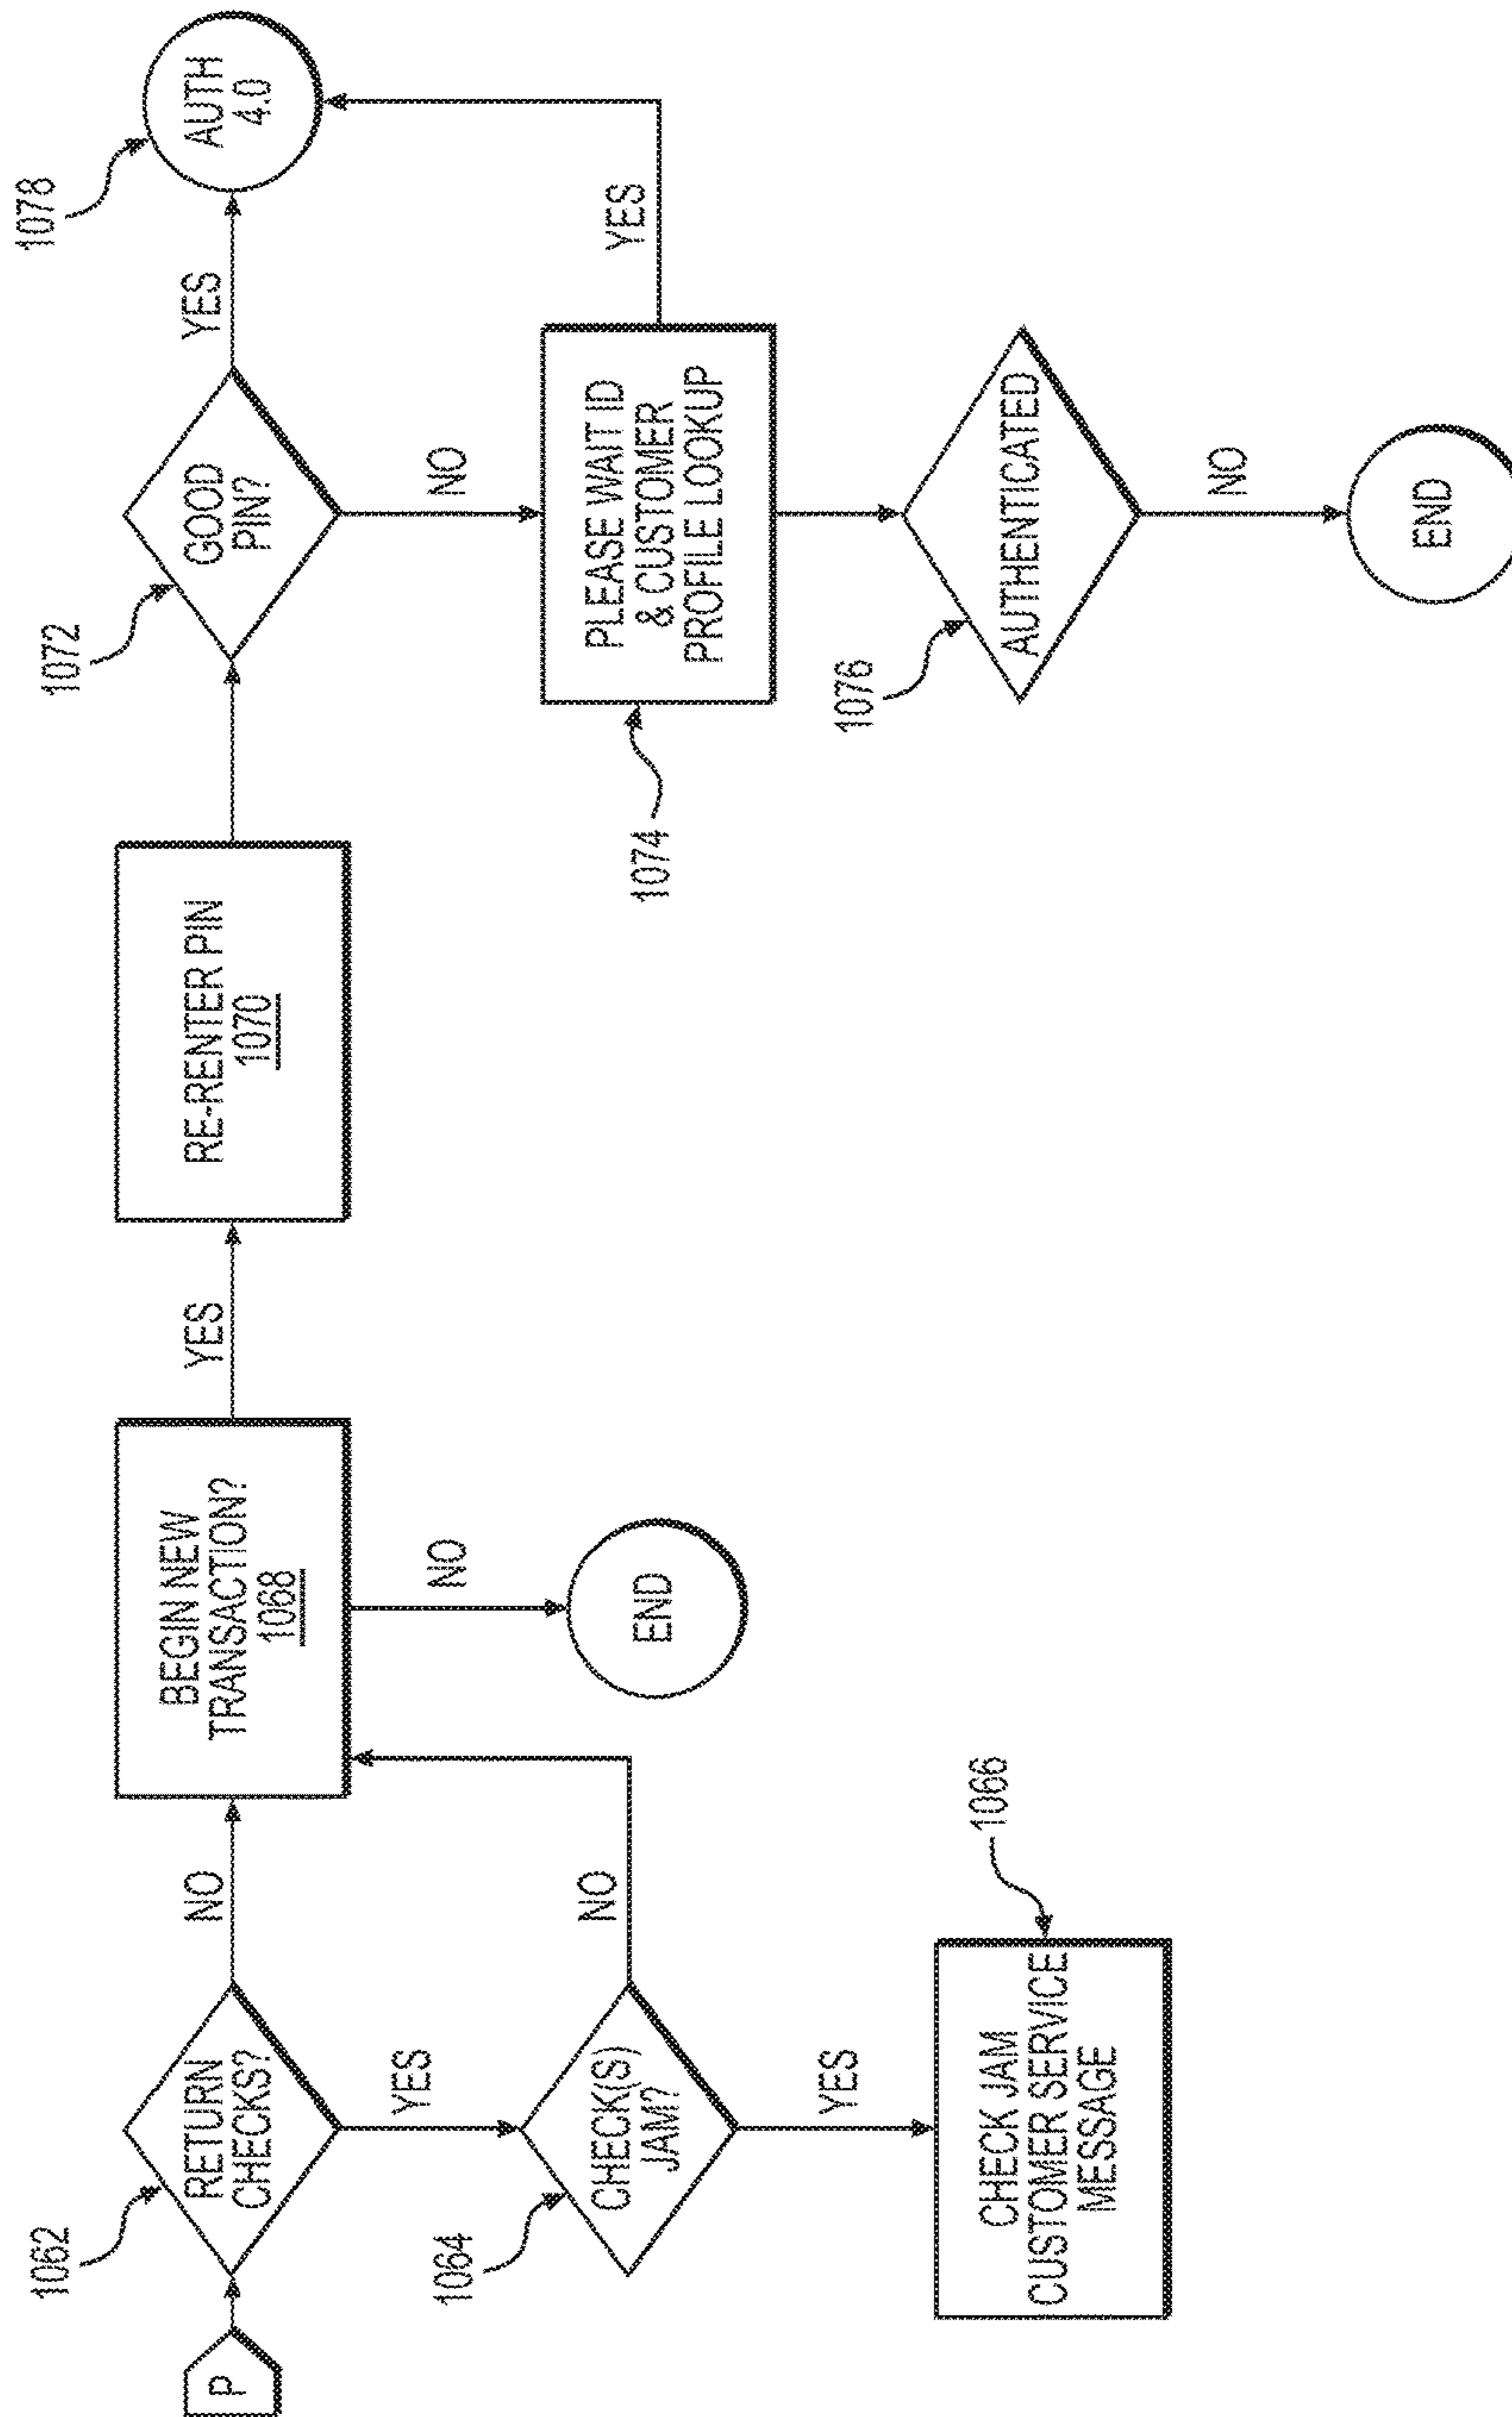 P
1062
RETURN
CHECKS?
NO
YES
1064
CHECK(S)
JAM?
NO
YES
1066
CHECK JAM
CUSTOMER SERVICE
MESSAGE
BEGIN NEW
TRANSACTION?
1068
NO
END
YES
RE-RENTER PIN
1070
1072
GOOD
PIN?
YES
NO
1078
AUTH
4.0
1074
PLEASE WAIT ID
& CUSTOMER
PROFILE LOOKUP
YES
1076
AUTHENTICATED
NO
END